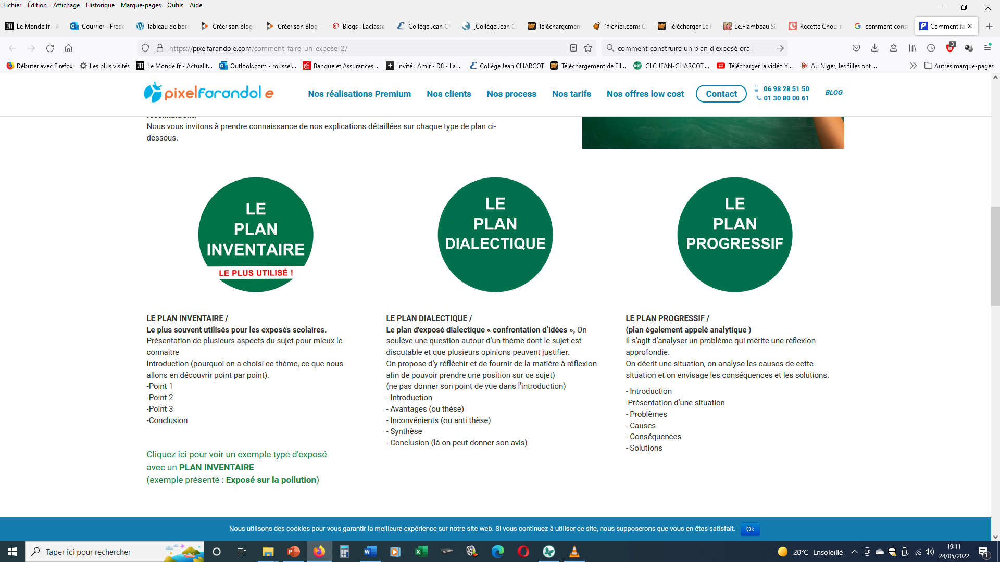 Fichier Édition Affichage Historique Marque-pages Outils Aide
Le Monde.fr - A Courrier - Frede Tableau de bord Créer son blog Créer son Blog Blogs · Laclasse Collège Jean CH [Collège Jean C Téléchargement 1fichier.com: C Télécharger Le F Le.Flambeau.S0 Recette Chou-r comment const Comment fa
https://pixelfarandole.com/comment-faire-un-expose-2/ comment construire un plan d'exposé oral 3
Débuter avec Firefox Les plus visités Le Monde.fr - Actualit... Outlook.com - roussel... Banque et Assurances ... Invité : Amir - D8 - La ... Collège Jean CHARCOT Téléchargement de Fil... CLG JEAN-CHARCOT ... Télécharger la vidéo Y... Au Niger, les filles ont ... Autres marque-pages
pixelfarandole Nos réalisations Premium Nos clients Nos process Nos tarifs Nos offres low cost Contact 06 98 28 51 50 BLOG
01 30 80 00 61
reconnaîtront.
Nous vous invitons à prendre connaissance de nos explications détaillées sur chaque type de plan ci-
dessous.
LE
PLAN
INVENTAIRE
LE PLUS UTILISÉ !
LE
PLAN
DIALECTIQUE
LE
PLAN
PROGRESSIF
LE PLAN INVENTAIRE /
Le plus souvent utilisés pour les exposés scolaires.
Présentation de plusieurs aspects du sujet pour mieux le
connaitre
Introduction (pourquoi on a choisi ce thème, ce que nous
allons en découvrir point par point).
-Point 1
-Point 2
-Point 3
-Conclusion
Cliquez ici pour voir un exemple type d'exposé
avec un PLAN INVENTAIRE
(exemple présenté : Exposé sur la pollution)
LE PLAN DIALECTIQUE /
Le plan d'exposé dialectique « confrontation d’idées », On
soulève une question autour d’un thème dont le sujet est
discutable et que plusieurs opinions peuvent justifier.
On propose d’y réfléchir et de fournir de la matière à réflexion
afin de pouvoir prendre une position sur ce sujet)
(ne pas donner son point de vue dans l’introduction)
- Introduction
- Avantages (ou thèse)
- Inconvénients (ou anti thèse)
- Synthèse
- Conclusion (là on peut donner son avis)
LE PLAN PROGRESSIF /
(plan également appelé analytique )
Il s’agit d’analyser un problème qui mérite une réflexion
approfondie.
On décrit une situation, on analyse les causes de cette
situation et on envisage les conséquences et les solutions.
- Introduction
-Présentation d’une situation
- Problèmes
- Causes
- Conséquences
- Solutions
Nous utilisons des cookies pour vous garantir la meilleure expérience sur notre site web. Si vous continuez à utiliser ce site, nous supposerons que vous en êtes satisfait. Ok
Taper ici pour rechercher 20°C Ensoleillé 19:11
24/05/2022 1